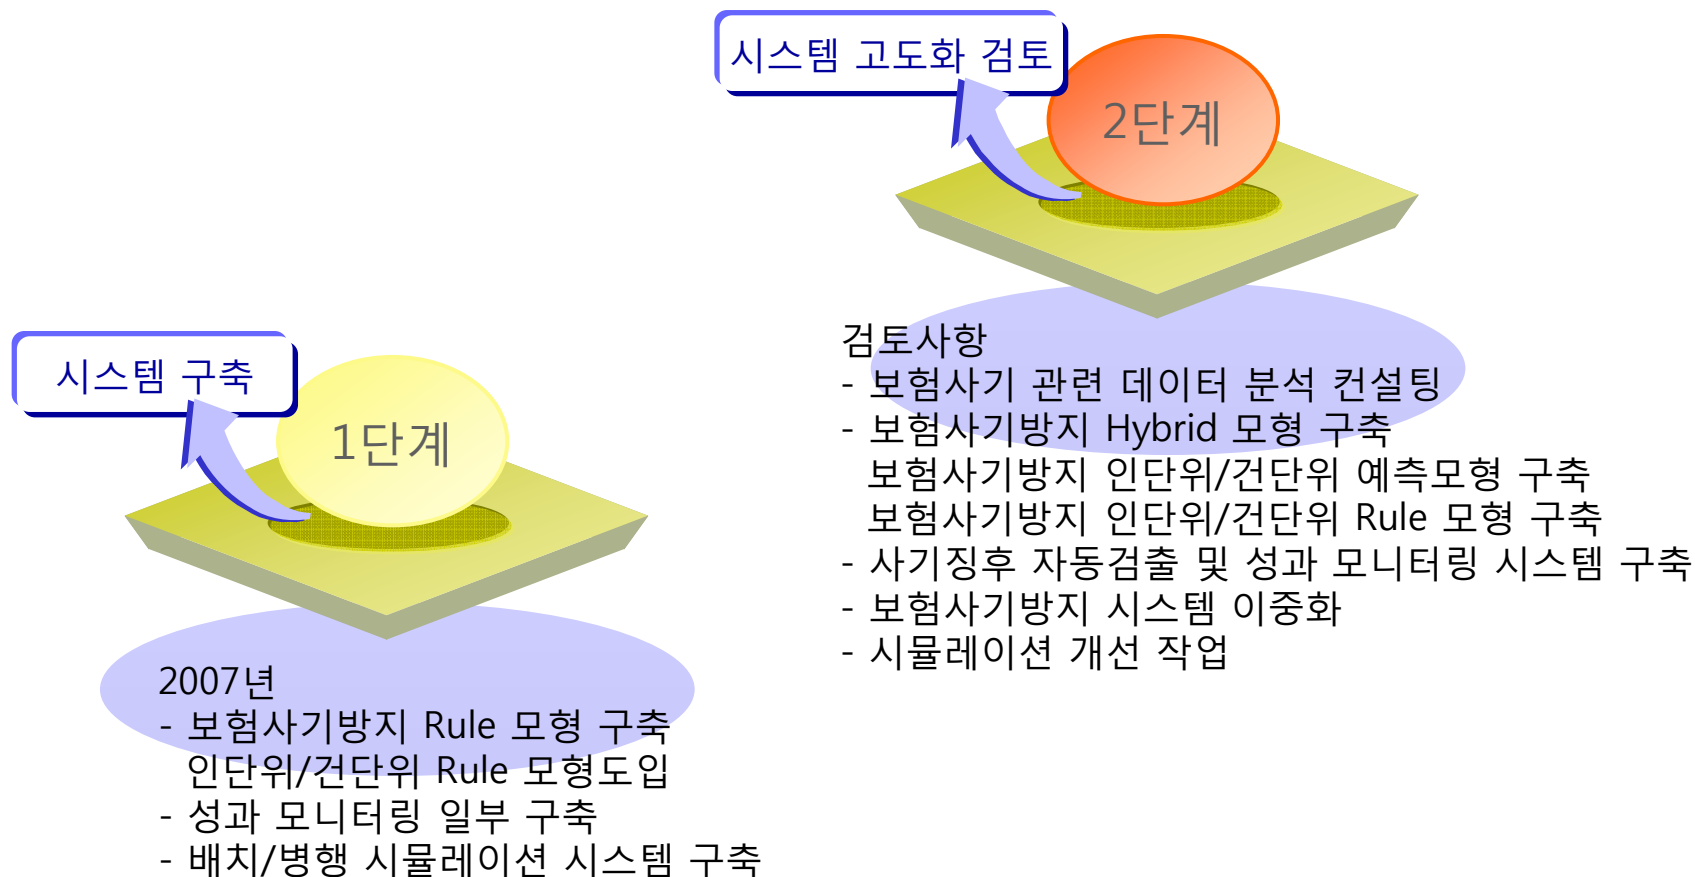 시스템 고도화 검토
2단계
검토사항
- 보험사기 관련 데이터 분석 컨설팅
- 보험사기방지 Hybrid 모형 구축
보험사기방지 인단위/건단위 예측모형 구축
보험사기방지 인단위/건단위 Rule 모형 구축
- 사기징후 자동검출 및 성과 모니터링 시스템 구축
- 보험사기방지 시스템 이중화
- 시뮬레이션 개선 작업
시스템 구축
1단계
2007년
- 보험사기방지 Rule 모형 구축
인단위/건단위 Rule 모형도입
- 성과 모니터링 일부 구축
- 배치/병행 시뮬레이션 시스템 구축